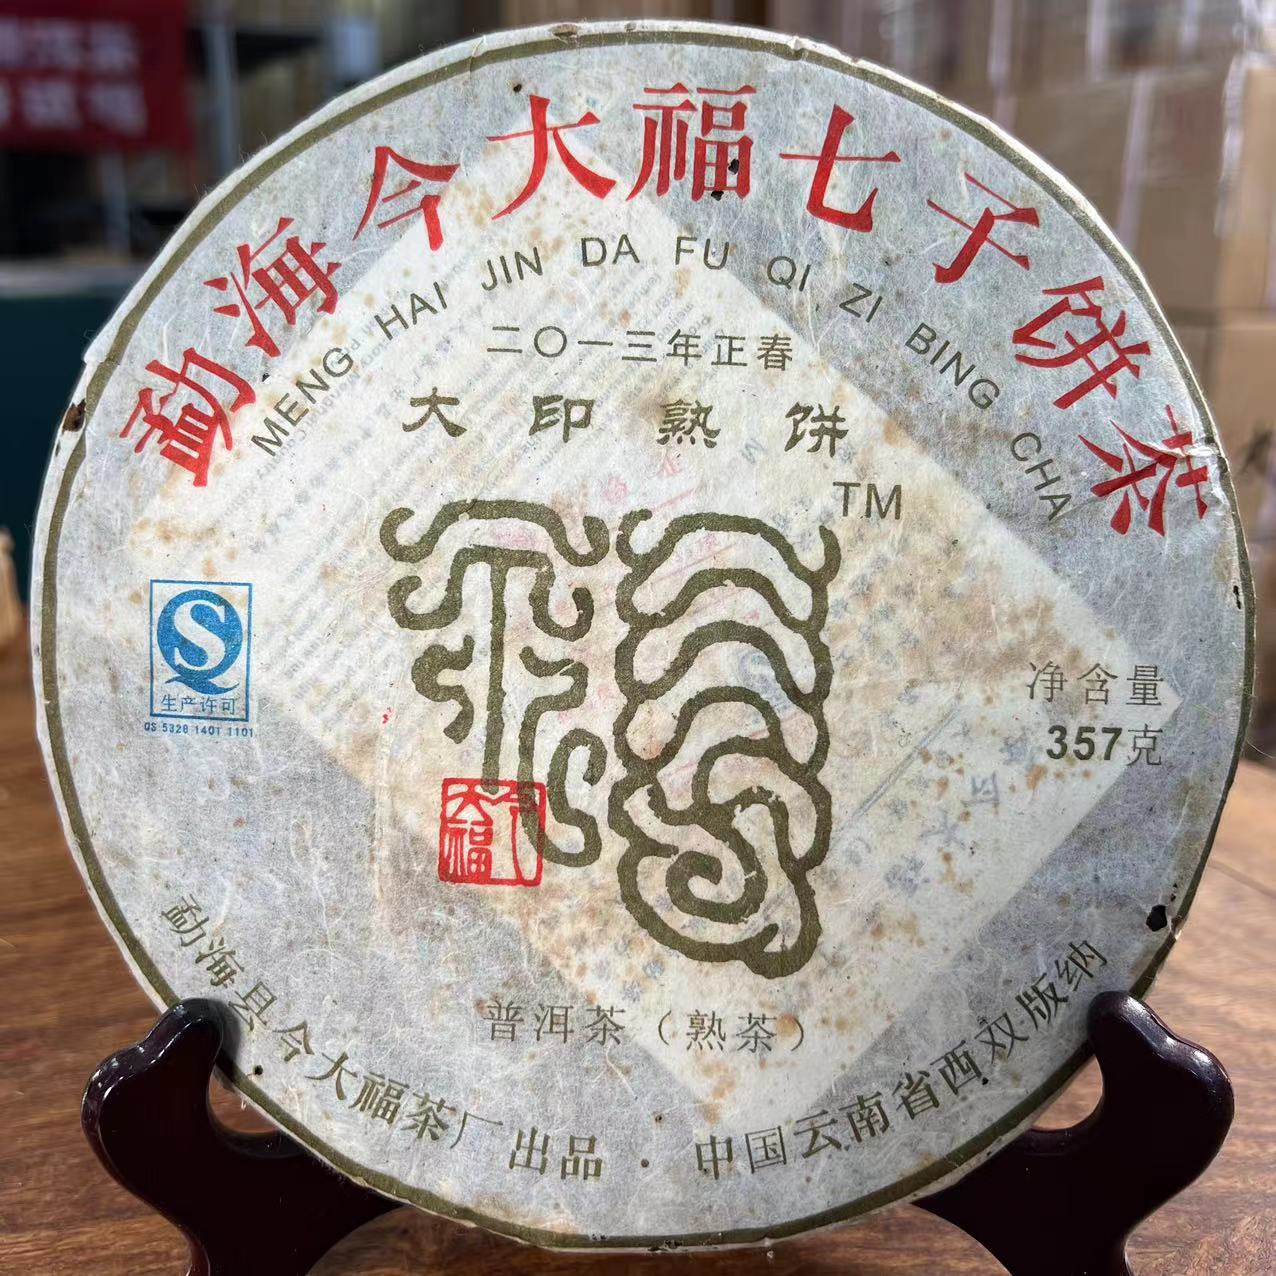 勐海今大福七子饼茶
MENG HAI JIN DA FU QI ZI BING CHA
二〇一三年正春
大印熟饼
TM
生产许可
QS 5328 1401 1101
净含量
357克
今大福
普洱茶（熟茶）
勐海县今大福茶厂出品·中国云南省西双版纳